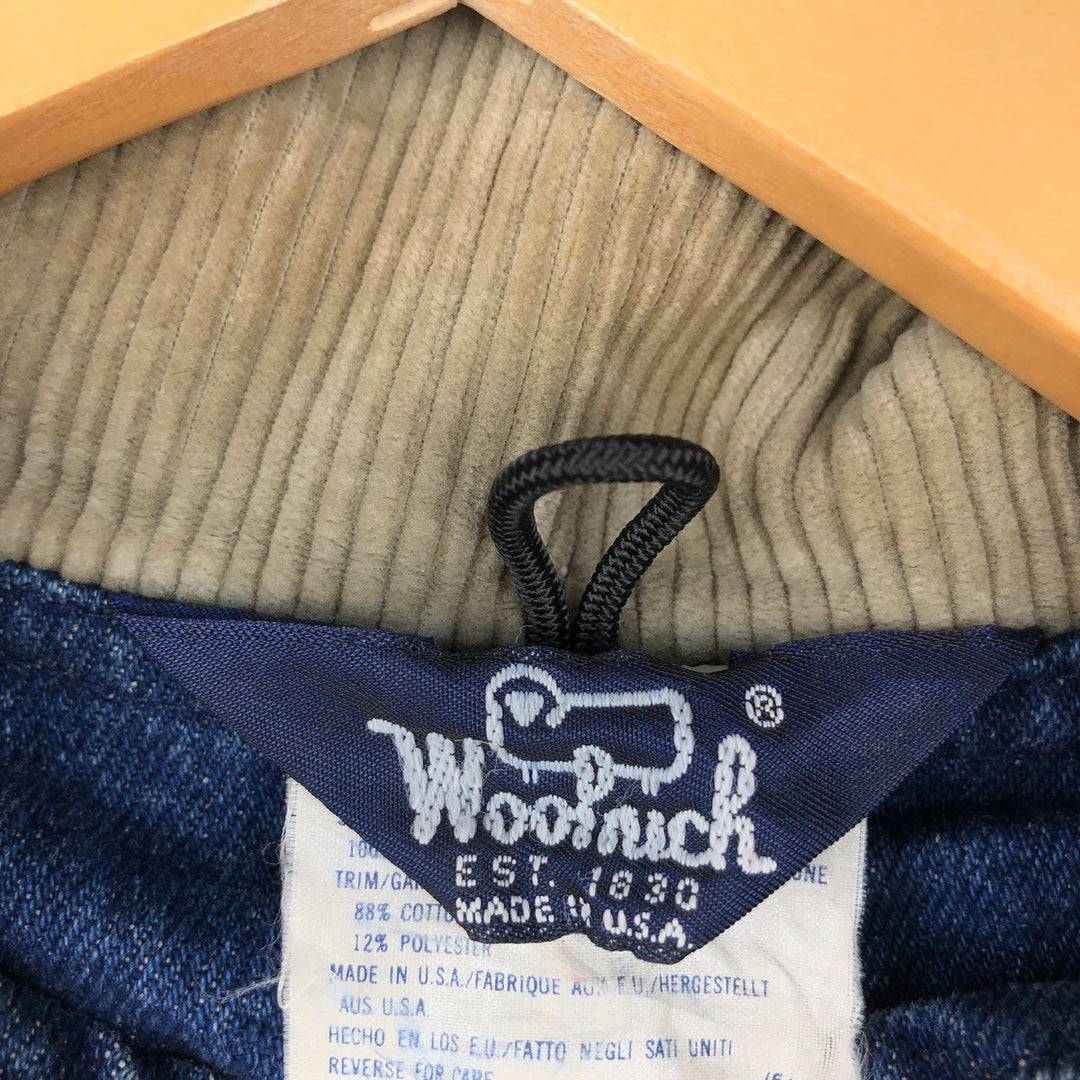 Woolrich ®
EST. 1830
MADE IN U.S.A.
TRIM/
88%
12% POLYESTER
MADE IN U.S.A./FABRIQUE AUX E.U./HERGESTELLT
AUS U.S.A.
HECHO EN LOS E.U./FATTO NEGLI SATI UNITI
REVERSE FOR CARE